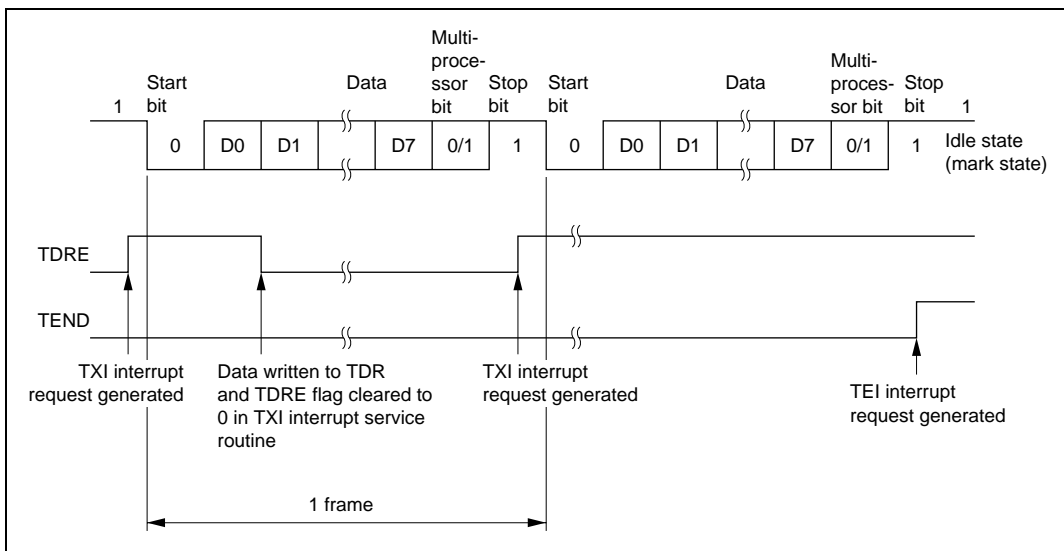 Multi-
proce-
ssor
bit
Multi-
proces-
sor bit
Start
bit
Data
Stop
bit
Start
bit
Data
Stop
bit
1
1
0
D0
D1
D7
0/1
1
0
D0
D1
D7
0/1
1
Idle state
(mark state)
TDRE
TEND
TXI interrupt
request generated
Data written to TDR
and TDRE flag cleared to
0 in TXI interrupt service
routine
TXI interrupt
request generated
TEI interrupt
request generated
1 frame